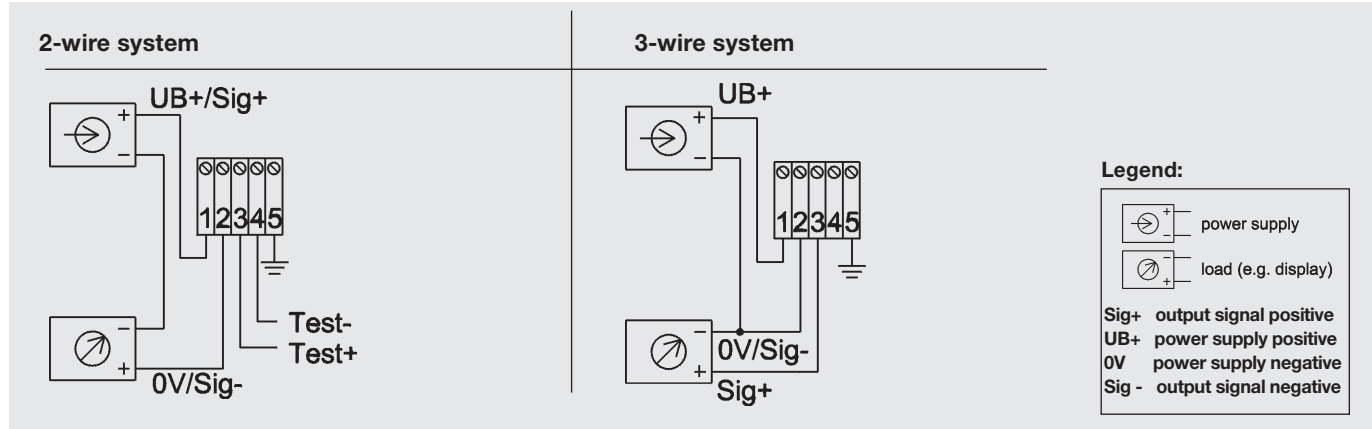 2-wire system
UB+/Sig+
+
−
1 2 3 4 5
−
+
Test-
Test+
0V/Sig-
3-wire system
UB+
+
−
1 2 3 4 5
−
+
0V/Sig-
Sig+
Legend:
+
−
power supply
−
+
load (e.g. display)
Sig+ output signal positive
UB+ power supply positive
0V power supply negative
Sig - output signal negative